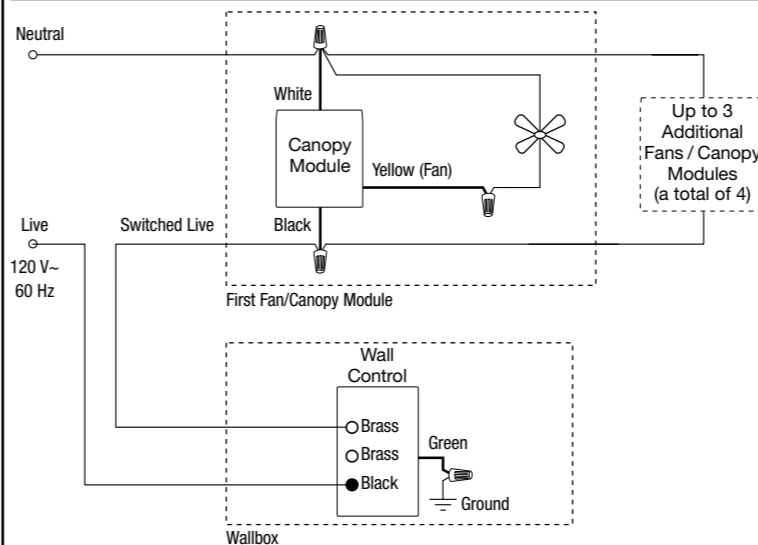 Neutral
White
Canopy
Module
Yellow (Fan)
Up to 3
Additional
Fans / Canopy
Modules
(a total of 4)
Live
120 V~
60 Hz
Switched Live
Black
First Fan/Canopy Module
Wall
Control
Brass
Brass
Black
Green
Ground
Wallbox